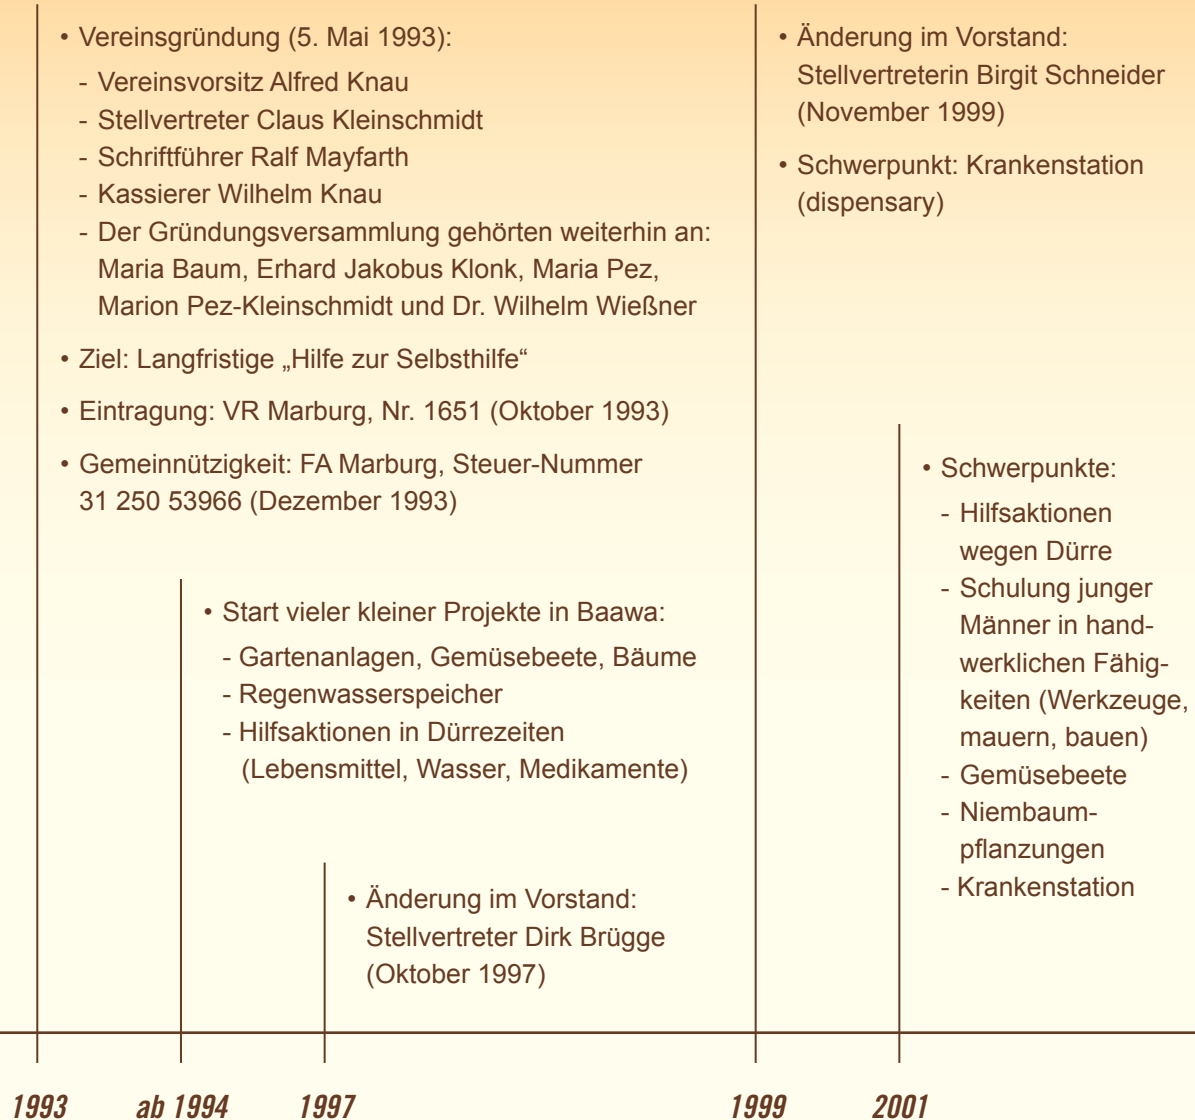 • Vereinsgründung (5. Mai 1993):
- Vereinsvorsitz Alfred Knau
- Stellvertreter Claus Kleinschmidt
- Schriftführer Ralf Mayfarth
- Kassierer Wilhelm Knau
- Der Gründungsversammlung gehörten weiterhin an:
Maria Baum, Erhard Jakobus Klonk, Maria Pez,
Marion Pez-Kleinschmidt und Dr. Wilhelm Wießner
• Ziel: Langfristige „Hilfe zur Selbsthilfe“
• Eintragung: VR Marburg, Nr. 1651 (Oktober 1993)
• Gemeinnützigkeit: FA Marburg, Steuer-Nummer
31 250 53966 (Dezember 1993)
• Start vieler kleiner Projekte in Baawa:
- Gartenanlagen, Gemüsebeete, Bäume
- Regenwasserspeicher
- Hilfsaktionen in Dürrezeiten
(Lebensmittel, Wasser, Medikamente)
• Änderung im Vorstand:
Stellvertreter Dirk Brügge
(Oktober 1997)
• Änderung im Vorstand:
Stellvertreterin Birgit Schneider
(November 1999)
• Schwerpunkt: Krankenstation
(dispensary)
• Schwerpunkte:
- Hilfsaktionen
wegen Dürre
- Schulung junger
Männer in hand-
werklichen Fähig-
keiten (Werkzeuge,
mauern, bauen)
- Gemüsebeete
- Niembaum-
pflanzungen
- Krankenstation
1993 ab 1994 1997 1999 2001